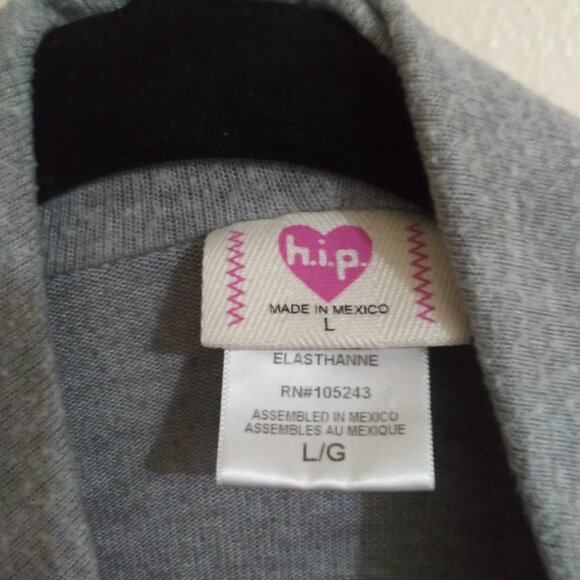 h.i.p.
MADE IN MEXICO
L
ELASTHANNE
RN#105243
ASSEMBLED IN MEXICO
ASSEMBLES AU MEXIQUE
L/G